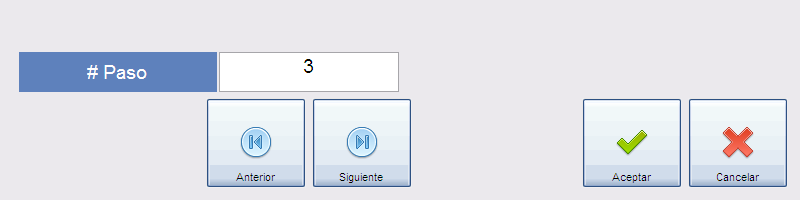 # Paso
3
Anterior
Siguiente
Aceptar
Cancelar